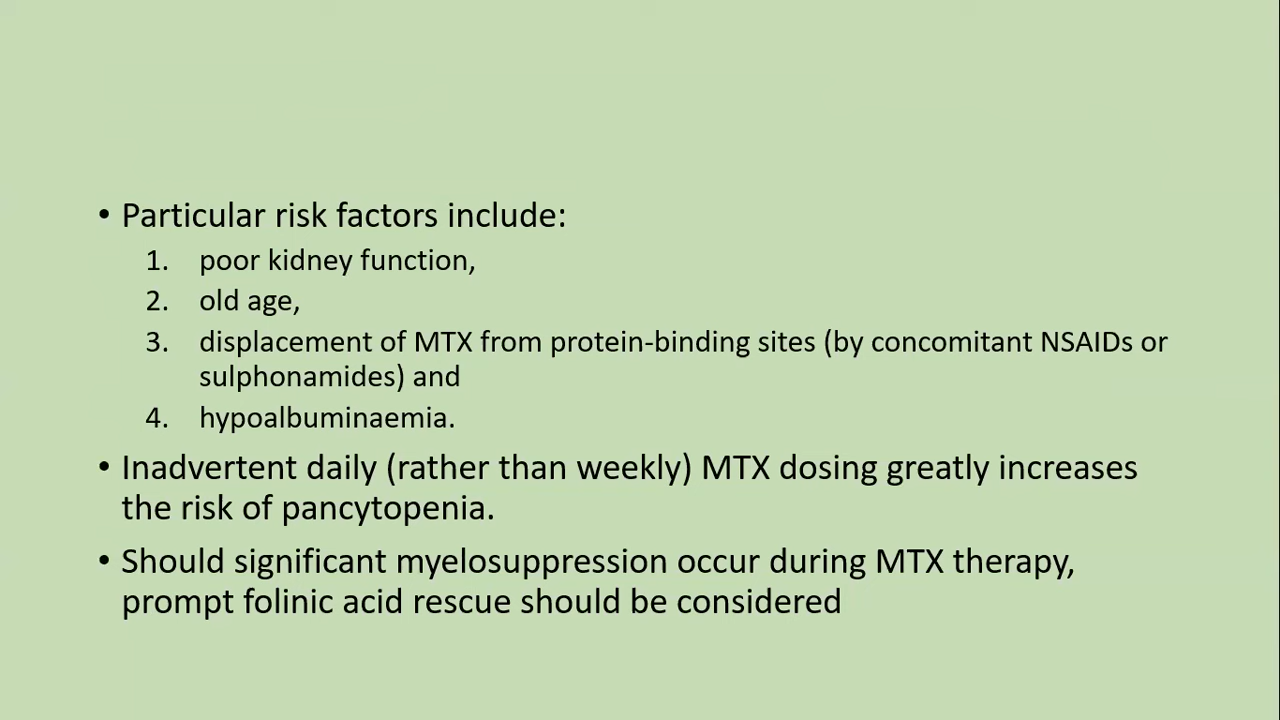 • Particular risk factors include:
1. poor kidney function,
2. old age,
3. displacement of MTX from protein-binding sites (by concomitant NSAIDs or
sulphonamides) and
4. hypoalbuminaemia.
• Inadvertent daily (rather than weekly) MTX dosing greatly increases
the risk of pancytopenia.
• Should significant myelosuppression occur during MTX therapy,
prompt folinic acid rescue should be considered